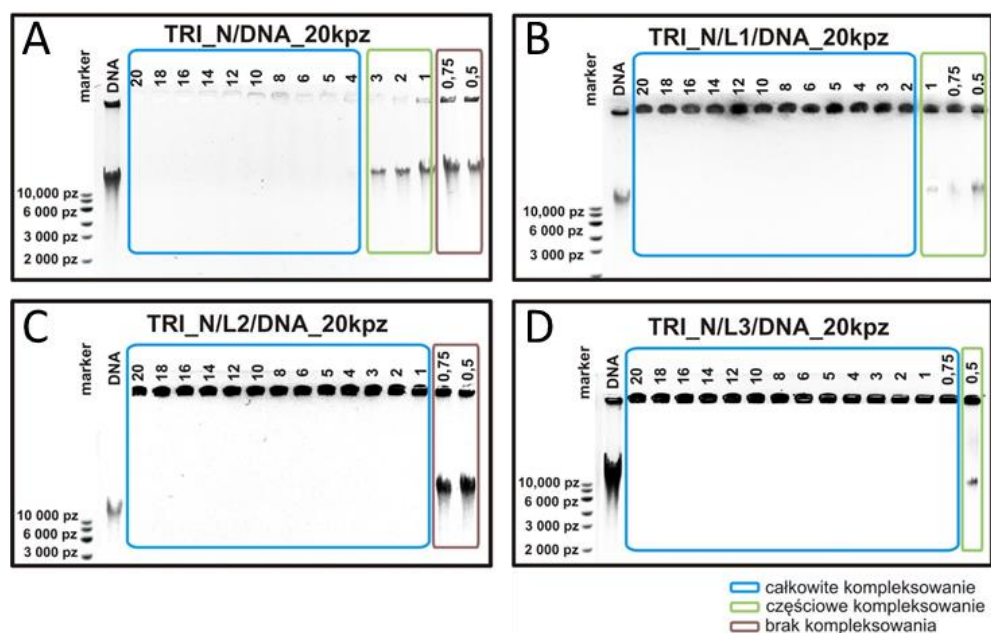 A
TRI_N/DNA_20kpz
marker
DNA
20
18
16
14
12
10
8
6
5
4
3
2
1
0,75
0,5
10,000 pz
6 000 pz
3 000 pz
2 000 pz
B
TRI_N/L1/DNA_20kpz
marker
DNA
20
18
16
14
12
10
8
6
5
4
3
2
1
0,75
0,5
10,000 pz
6 000 pz
3 000 pz
C
TRI_N/L2/DNA_20kpz
marker
DNA
20
18
16
14
12
10
8
6
5
4
3
2
1
0,75
0,5
10 000 pz
6 000 pz
3 000 pz
D
TRI_N/L3/DNA_20kpz
marker
DNA
20
18
16
14
12
10
8
6
5
4
3
2
1
0,75
0,5
10,000 pz
6 000 pz
3 000 pz
2 000 pz
całkowite kompleksowanie
częściowe kompleksowanie
brak kompleksowania